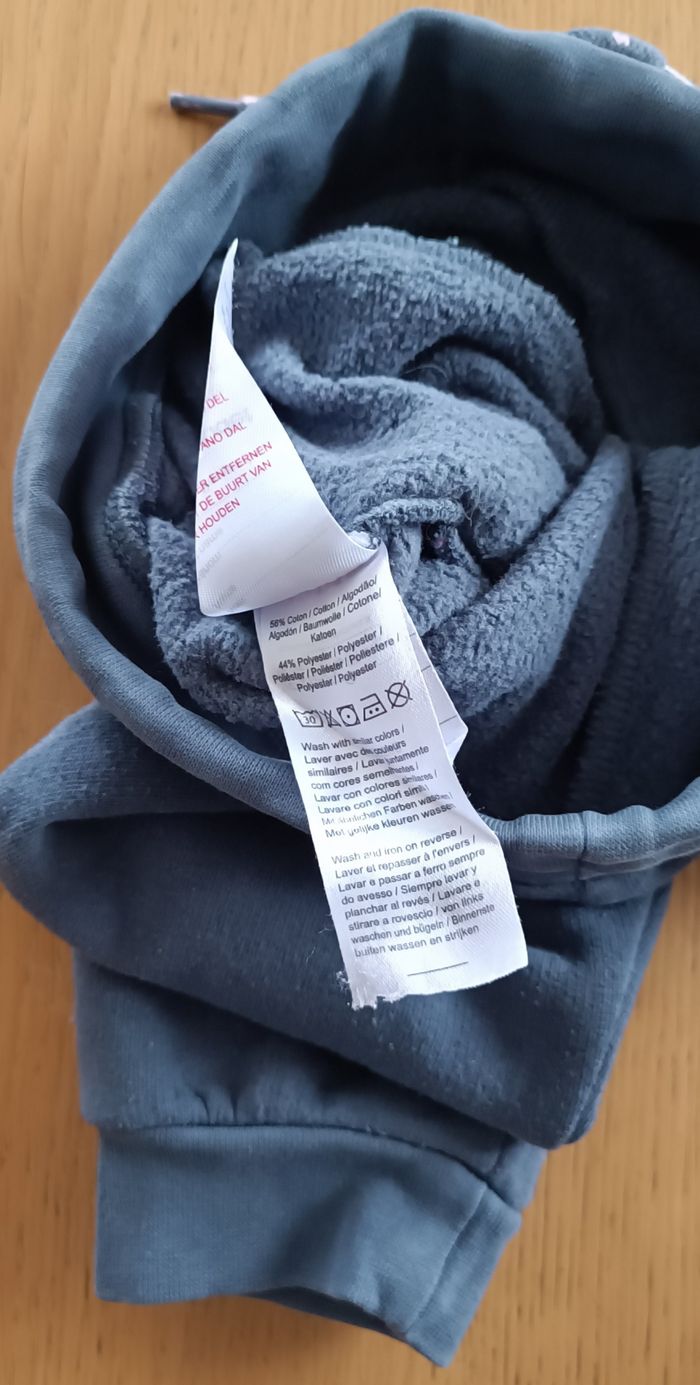 DEL
ANO DAL
ER ENTFERNEN
DE BUURT VAN
HOUDEN
56% Coton / Cotton / Algodão/
Algodón / Baumwolle / Cotone/
Katoen
44% Polyester / Polyester /
Poliéster / Poliéster / Poliestere /
Polyester / Polyester
30
Wash with similar colors /
Laver avec des couleurs
similaires / Lavar juntamente
com cores semelhantes /
Lavar con colores similares /
Lavare con colori simili /
Mit ähnlichen Farben waschen/
Met gelijke kleuren wassen
Wash and iron on reverse /
Laver et repasser à l'envers /
Lavar e passar a ferro sempre
do avesso / Siempre lavar y
planchar al revés / Lavare e
stirare a rovescio / von links
waschen und bügeln / Binnenste
buiten wassen en strijken